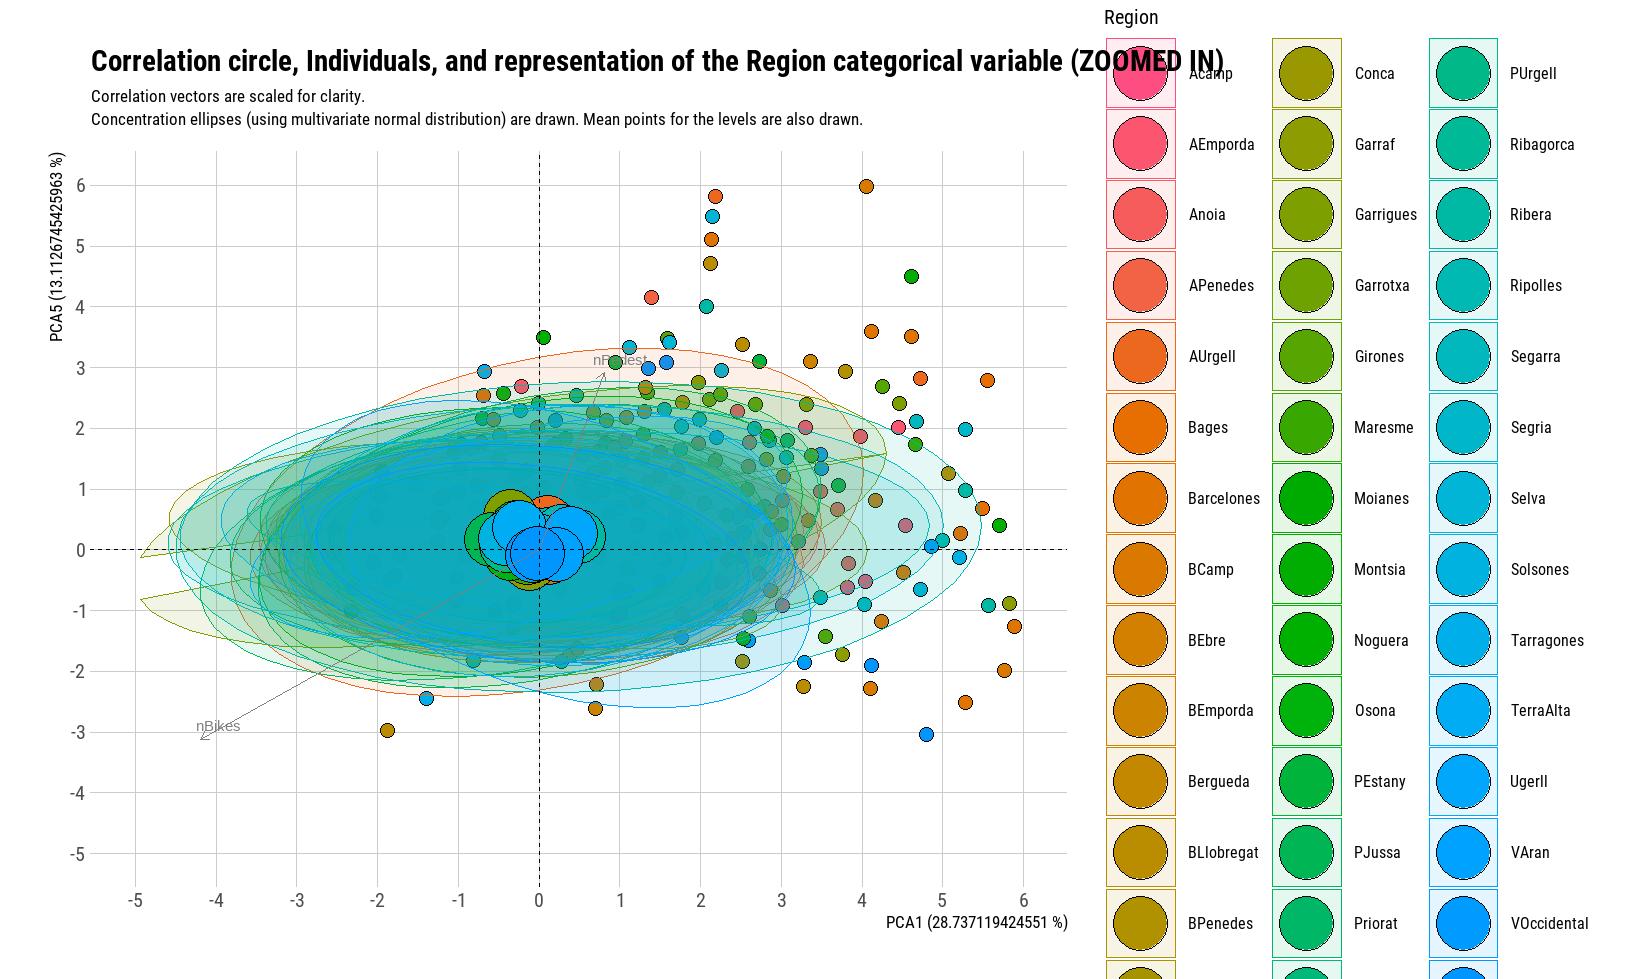 Region
Correlation circle, Individuals, and representation of the Region categorical variable (ZOOMED IN)
Correlation vectors are scaled for clarity.
Concentration ellipses (using multivariate normal distribution) are drawn. Mean points for the levels are also drawn.
PCA5 (13.1126745425963 %)
6
5
4
3
2
1
0
-1
-2
-3
-4
-5
nPedest
nBikes
-5
-4
-3
-2
-1
0
1
2
3
4
5
6
PCA1 (28.737119424551 %)
Acamp
AEmporda
Anoia
APenedes
AUrgell
Bages
Barcelones
BCamp
BEbre
BEmporda
Bergueda
BLlobregat
BPenedes
Conca
Garraf
Garrigues
Garrotxa
Girones
Maresme
Moianes
Montsia
Noguera
Osona
PEstany
PJussa
Priorat
PUrgell
Ribagorca
Ribera
Ripolles
Segarra
Segria
Selva
Solsones
Tarragones
TerraAlta
Ugerll
VAran
VOccidental